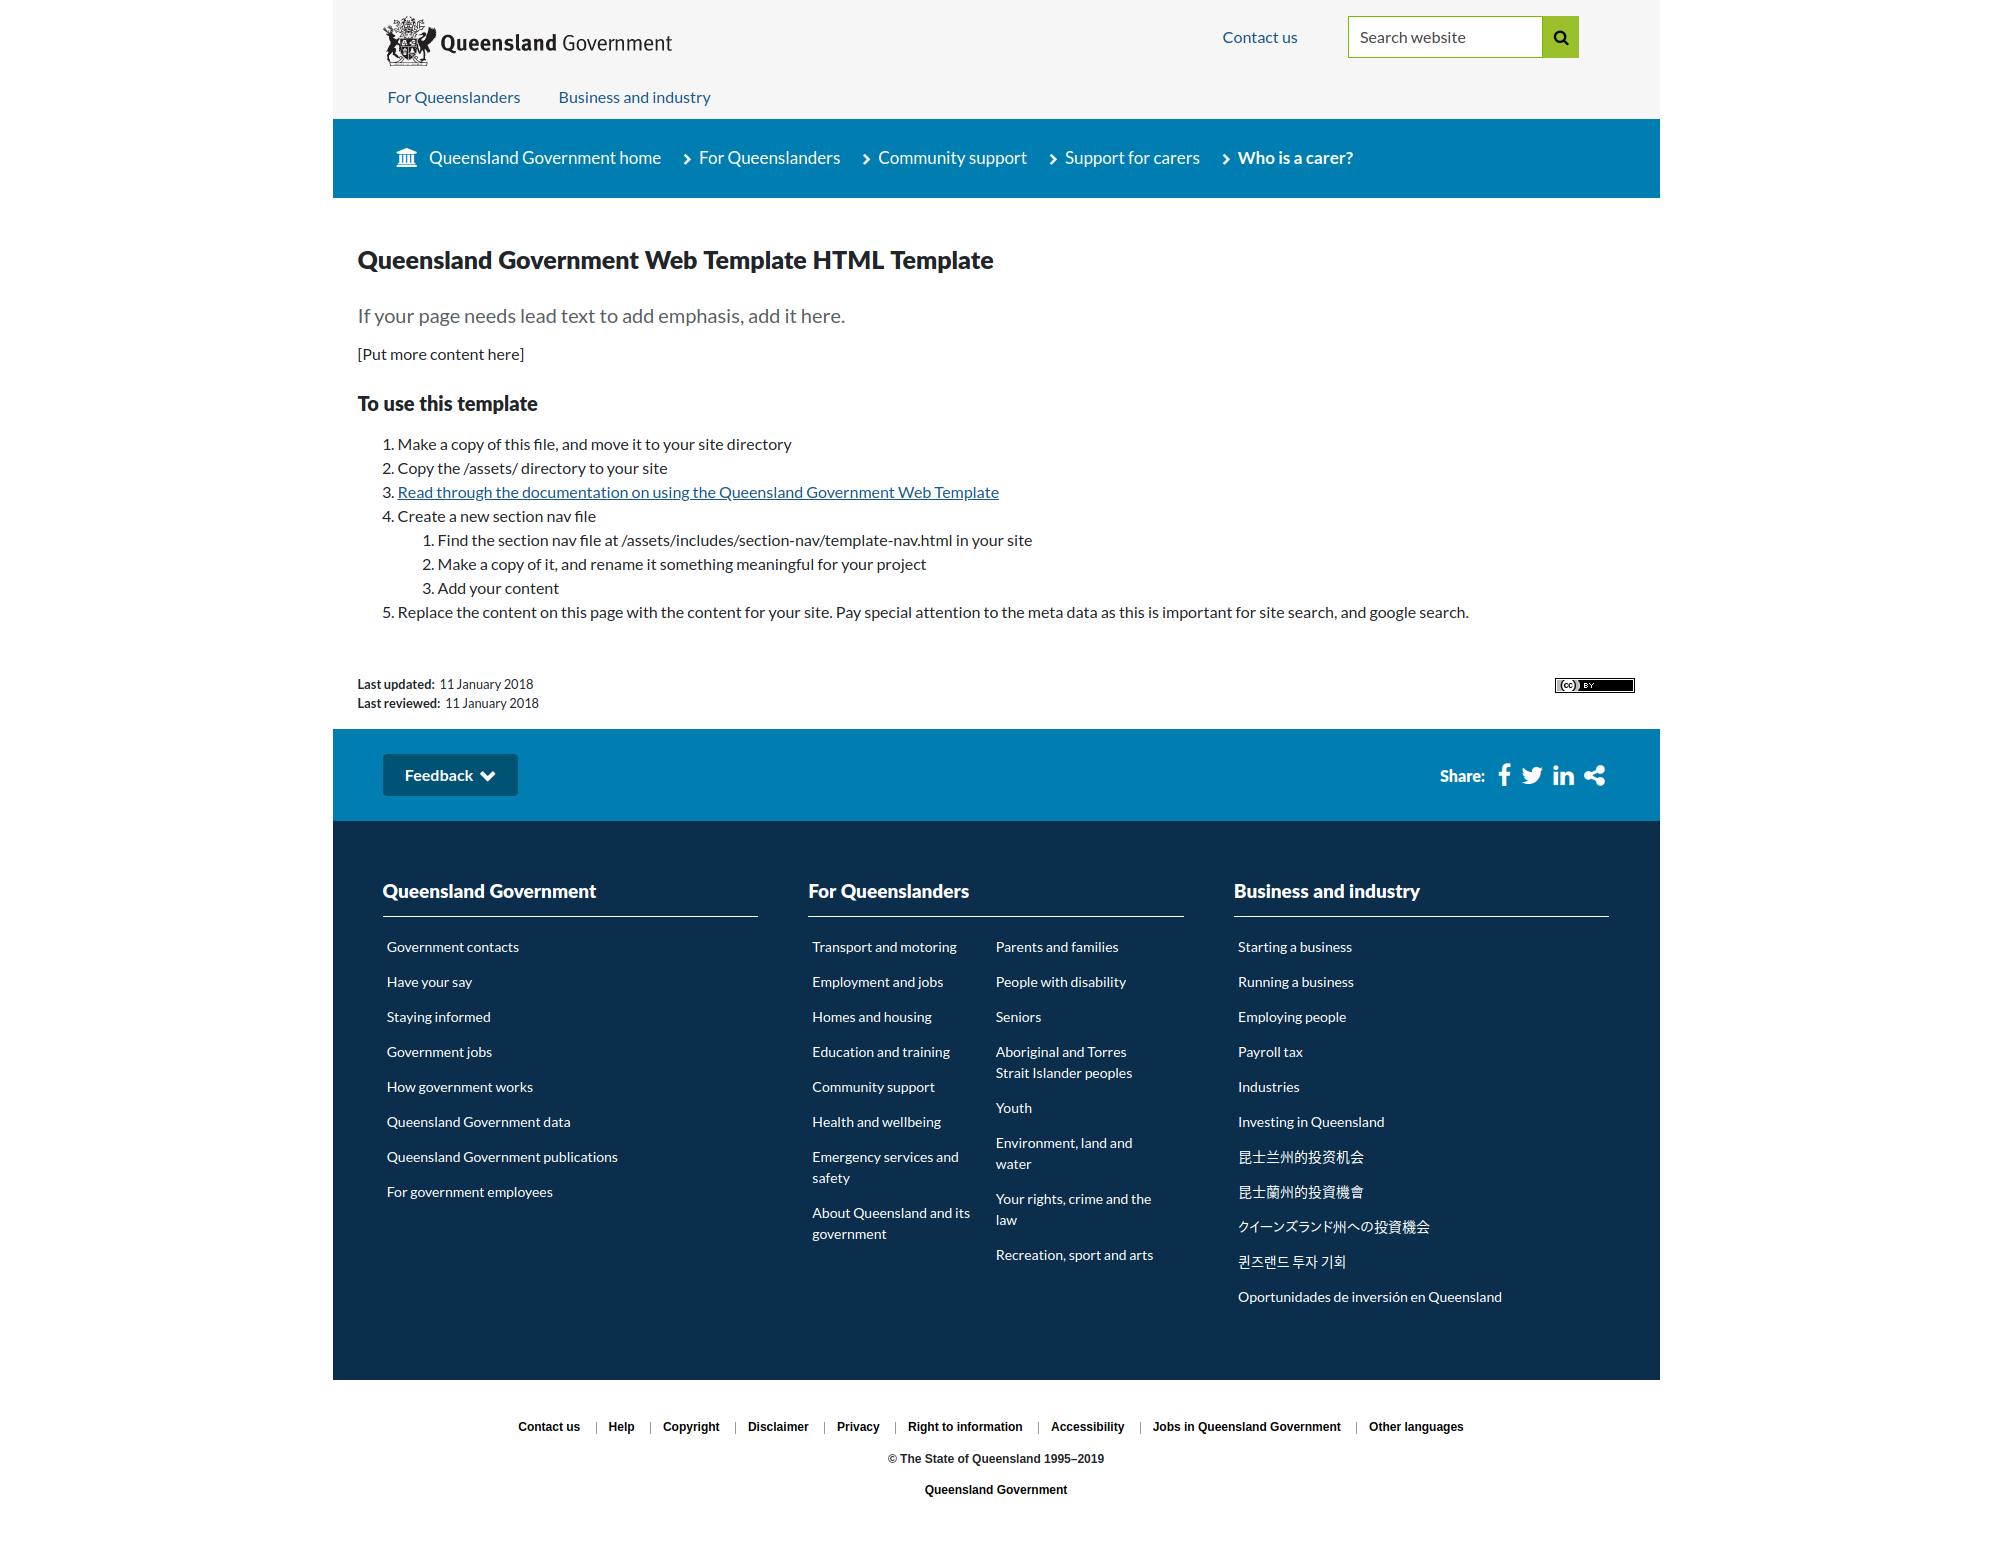 Queensland Government
Contact us
Search website
For Queenslanders
Business and industry
Queensland Government home
For Queenslanders
Community support
Support for carers
Who is a carer?
Queensland Government Web Template HTML Template
If your page needs lead text to add emphasis, add it here.
[Put more content here]
To use this template
1. Make a copy of this file, and move it to your site directory
2. Copy the /assets/ directory to your site
3. Read through the documentation on using the Queensland Government Web Template
4. Create a new section nav file
1. Find the section nav file at /assets/includes/section-nav/template-nav.html in your site
2. Make a copy of it, and rename it something meaningful for your project
3. Add your content
5. Replace the content on this page with the content for your site. Pay special attention to the meta data as this is important for site search, and google search.
Last updated: 11 January 2018
Last reviewed: 11 January 2018
cc BY
Feedback
Share:
Queensland Government
Government contacts
Have your say
Staying informed
Government jobs
How government works
Queensland Government data
Queensland Government publications
For government employees
For Queenslanders
Transport and motoring
Employment and jobs
Homes and housing
Education and training
Community support
Health and wellbeing
Emergency services and
safety
About Queensland and its
government
Parents and families
People with disability
Seniors
Aboriginal and Torres
Strait Islander peoples
Youth
Environment, land and
water
Your rights, crime and the
law
Recreation, sport and arts
Business and industry
Starting a business
Running a business
Employing people
Payroll tax
Industries
Investing in Queensland
昆士兰州的投资机会
昆士蘭州的投資機會
クイーンズランド州への投資機会
퀸즈랜드 투자 기회
Oportunidades de inversión en Queensland
Contact us | Help | Copyright | Disclaimer | Privacy | Right to information | Accessibility | Jobs in Queensland Government | Other languages
© The State of Queensland 1995–2019
Queensland Government